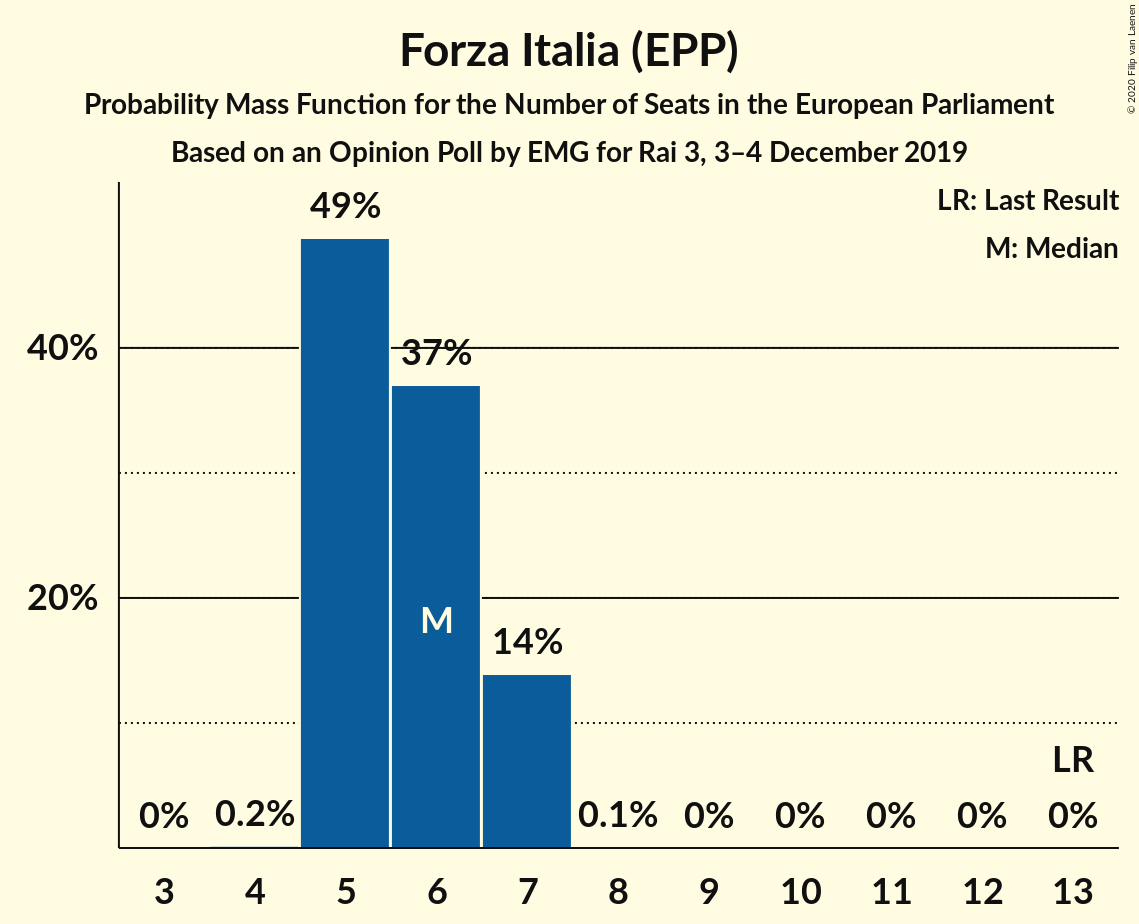 Forza Italia (EPP)
Probability Mass Function for the Number of Seats in the European Parliament
Based on an Opinion Poll by EMG for Rai 3, 3–4 December 2019
© 2020 Filip van Laenen
LR: Last Result
M: Median
49%
40%
37%
20%
M
14%
LR
0% 0.2% 0.1% 0% 0% 0% 0% 0%
3 4 5 6 7 8 9 10 11 12 13